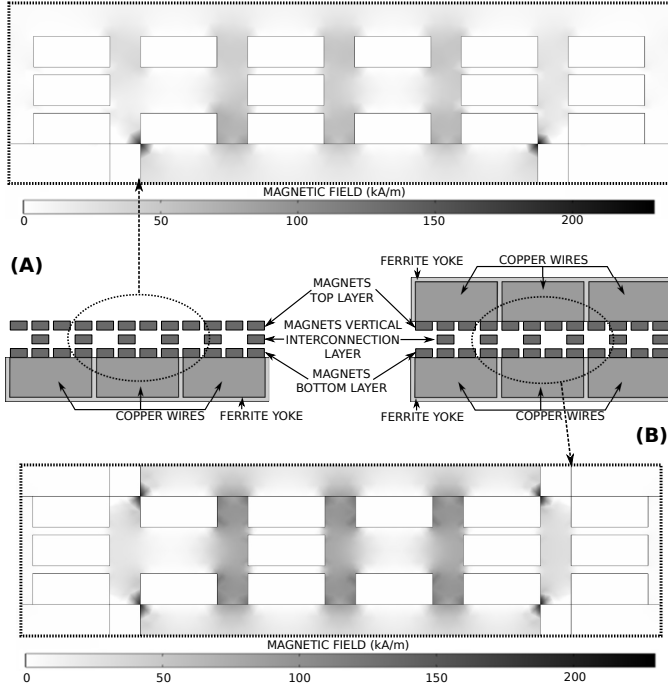 MAGNETIC FIELD (kA/m)
0 50 100 150 200
(A)
FERRITE YOKE
COPPER WIRES
MAGNETS
TOP LAYER
MAGNETS VERTICAL
INTERCONNECTION
LAYER
MAGNETS
BOTTOM LAYER
COPPER WIRES
FERRITE YOKE
COPPER WIRES
FERRITE YOKE
(B)
MAGNETIC FIELD (kA/m)
0 50 100 150 200